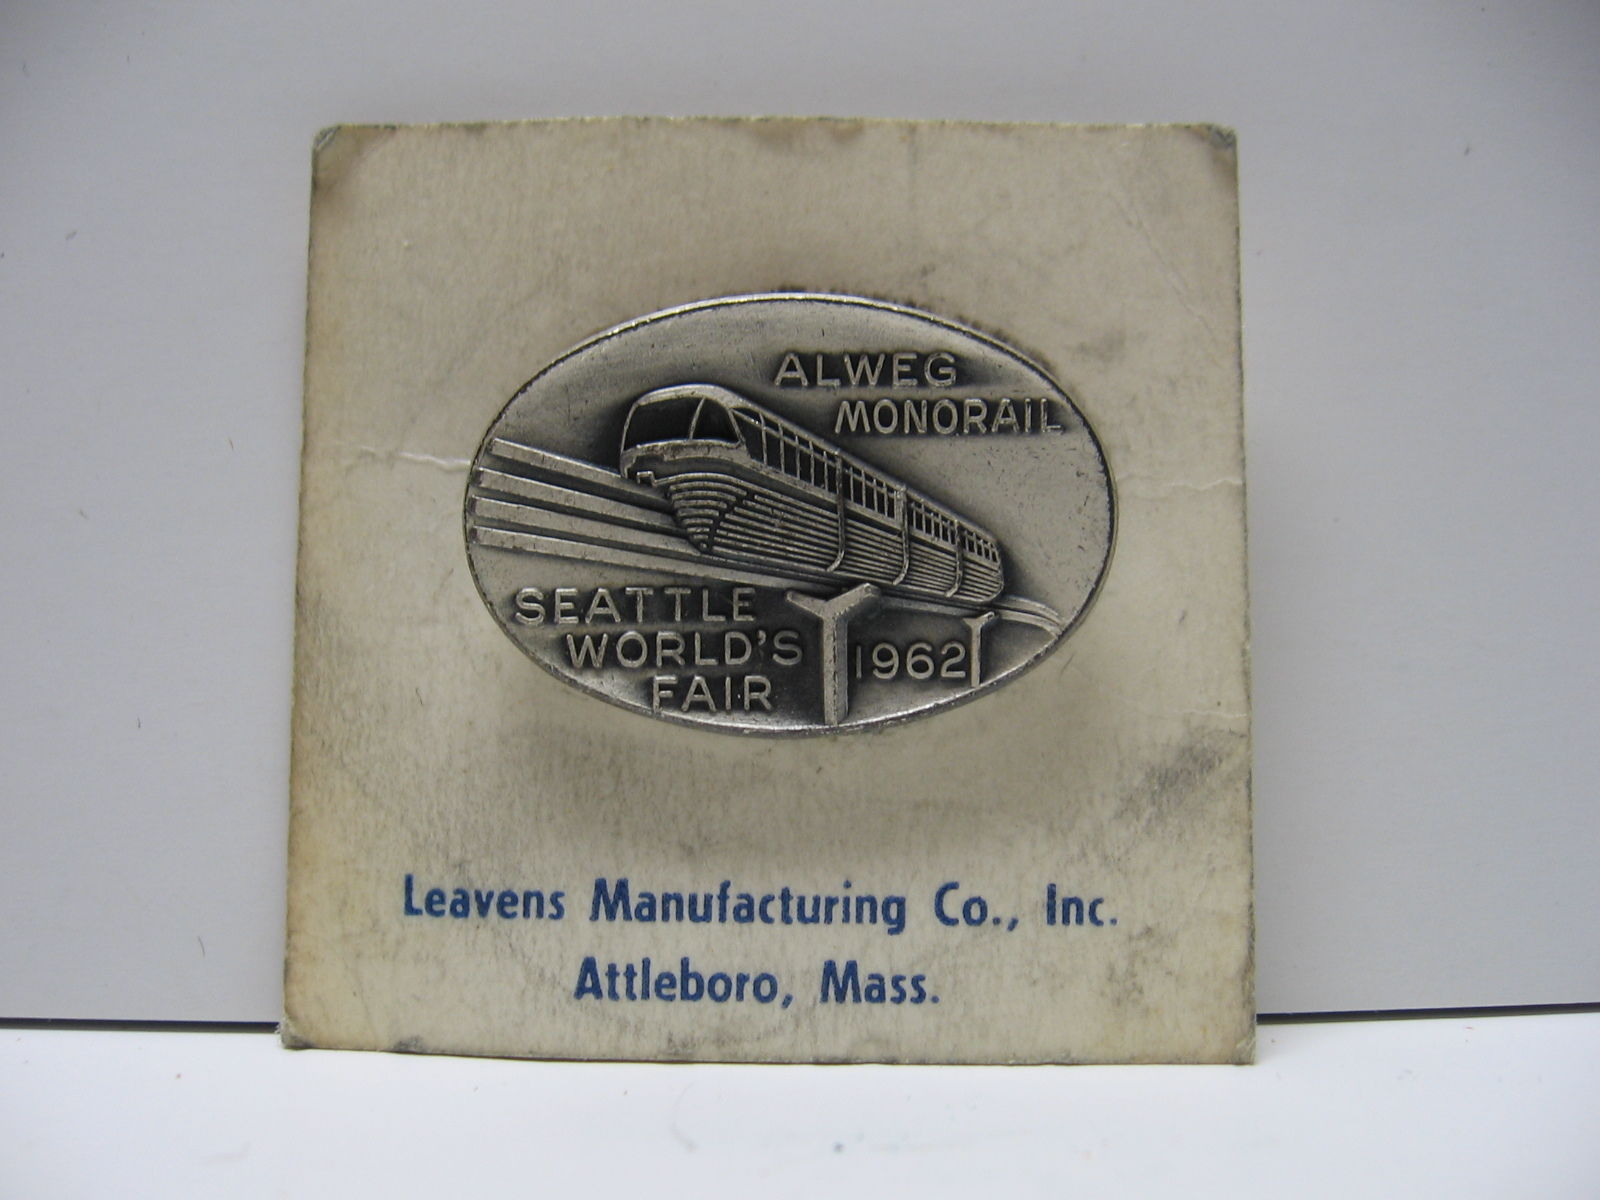 ALWEG
MONORAIL
SEATTLE
WORLD'S
FAIR
1962
Leavens Manufacturing Co., Inc.
Attleboro, Mass.